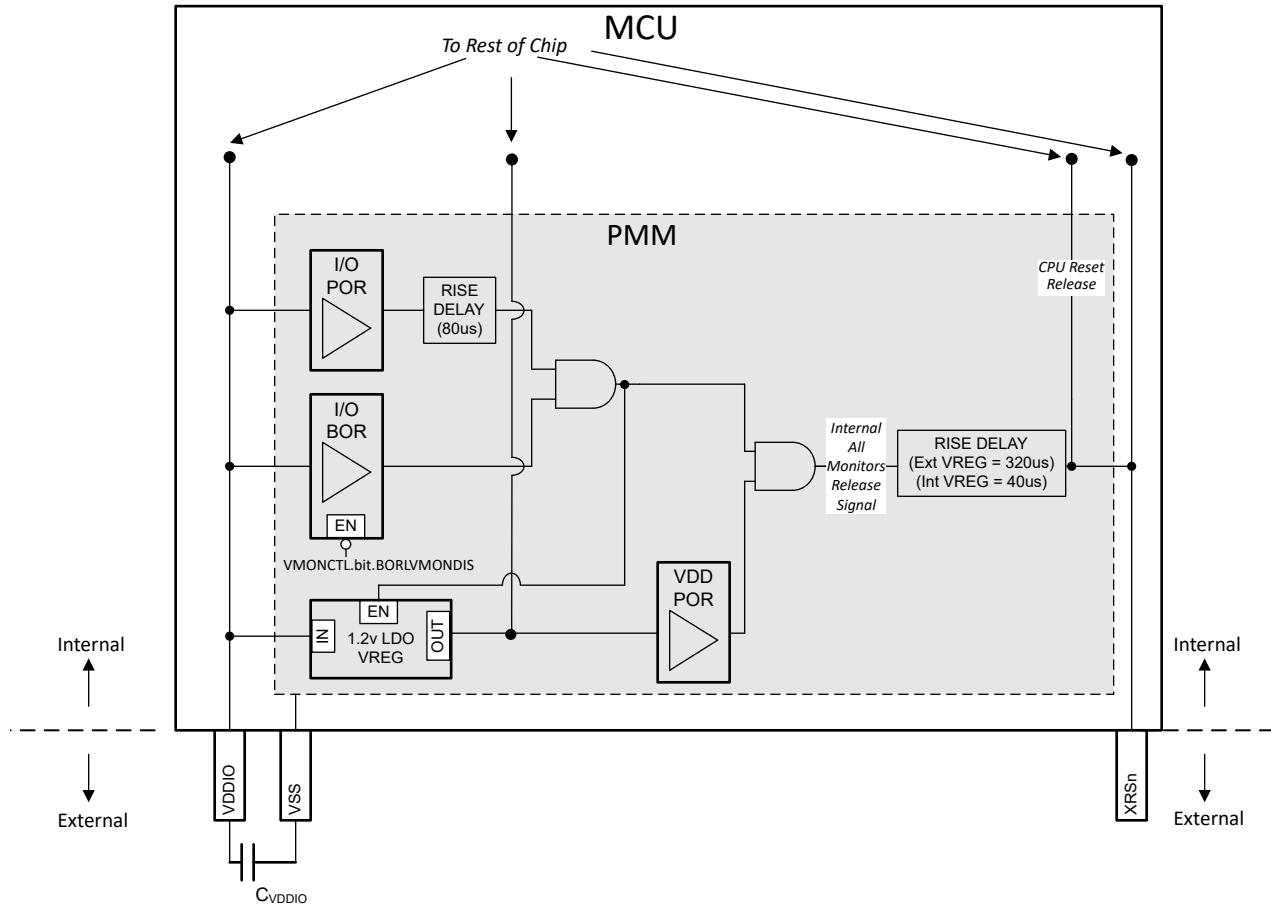 MCU
To Rest of Chip
PMM
I/O
POR
RISE
DELAY
(80us)
CPU Reset
Release
I/O
BOR
EN
VMONCTL.bit.BORLVMONDIS
Internal
All
Monitors
Release
Signal
RISE DELAY
(Ext VREG = 320us)
(Int VREG = 40us)
EN
IN
1.2v LDO
VREG
OUT
VDD
POR
Internal
External
Internal
External
VDDIO
VSS
XRSn
CVDDIO